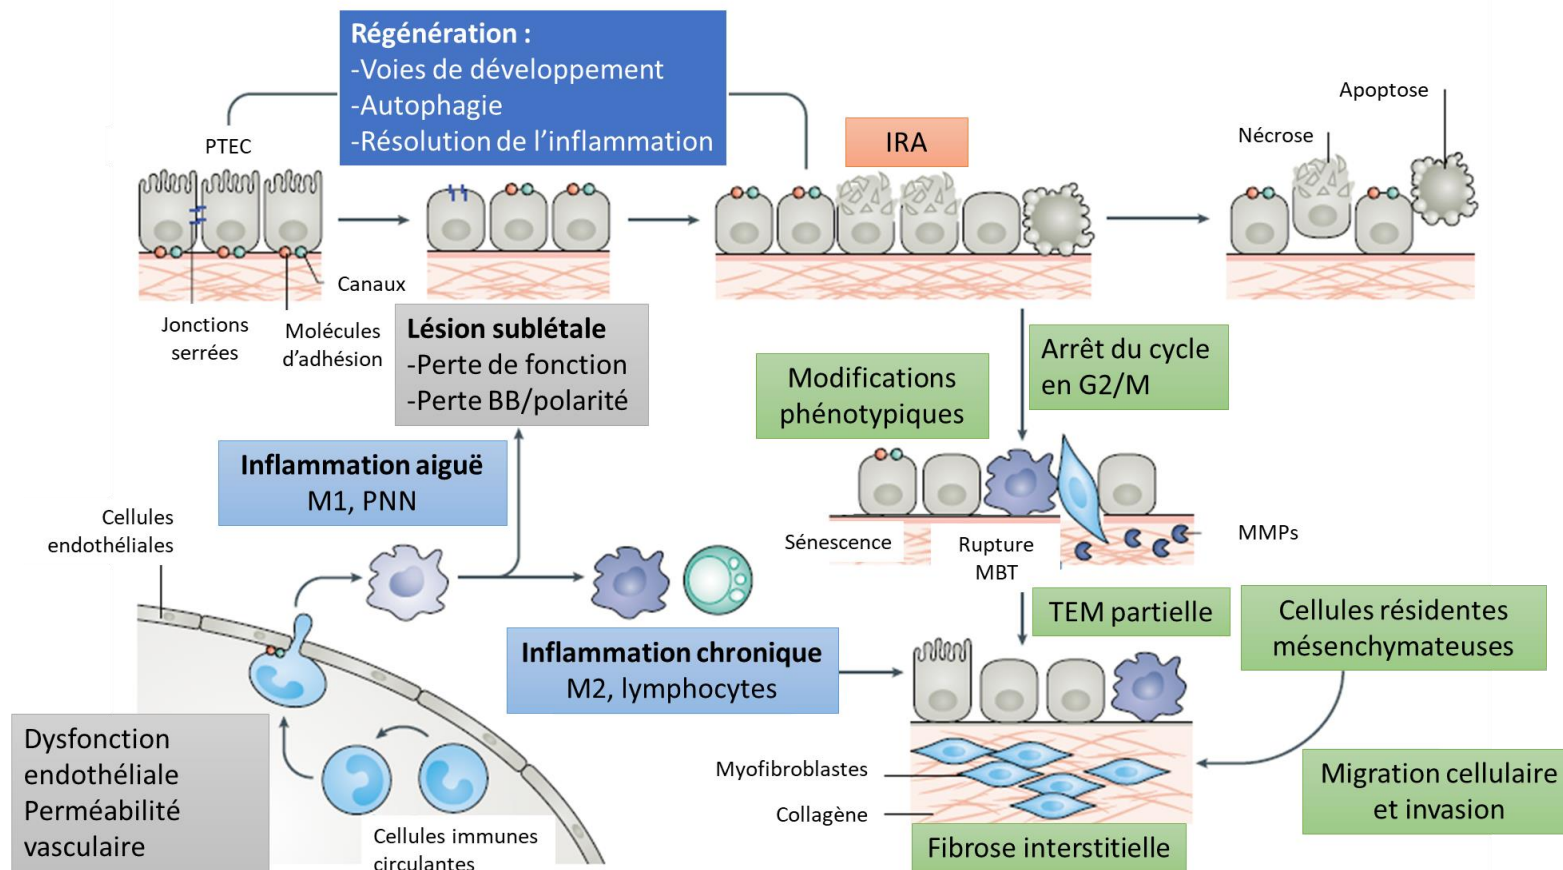 Régénération :
-Voies de développement
-Autophagie
-Résolution de l’inflammation
PTEC
IRA
Apoptose
Nécrose
Canaux
Jonctions
serrées
Molécules
d’adhésion
Lésion sublétale
-Perte de fonction
-Perte BB/polarité
Arrêt du cycle
en G2/M
Modifications
phénotypiques
Inflammation aiguë
M1, PNN
Cellules
endothéliales
Sénescence
Rupture
MBT
MMPs
TEM partielle
Cellules résidentes
mésenchymateuses
Inflammation chronique
M2, lymphocytes
Dysfonction
endothéliale
Perméabilité
vasculaire
Cellules immunes
circulantes
Myofibroblastes
Collagène
Migration cellulaire
et invasion
Fibrose interstitielle